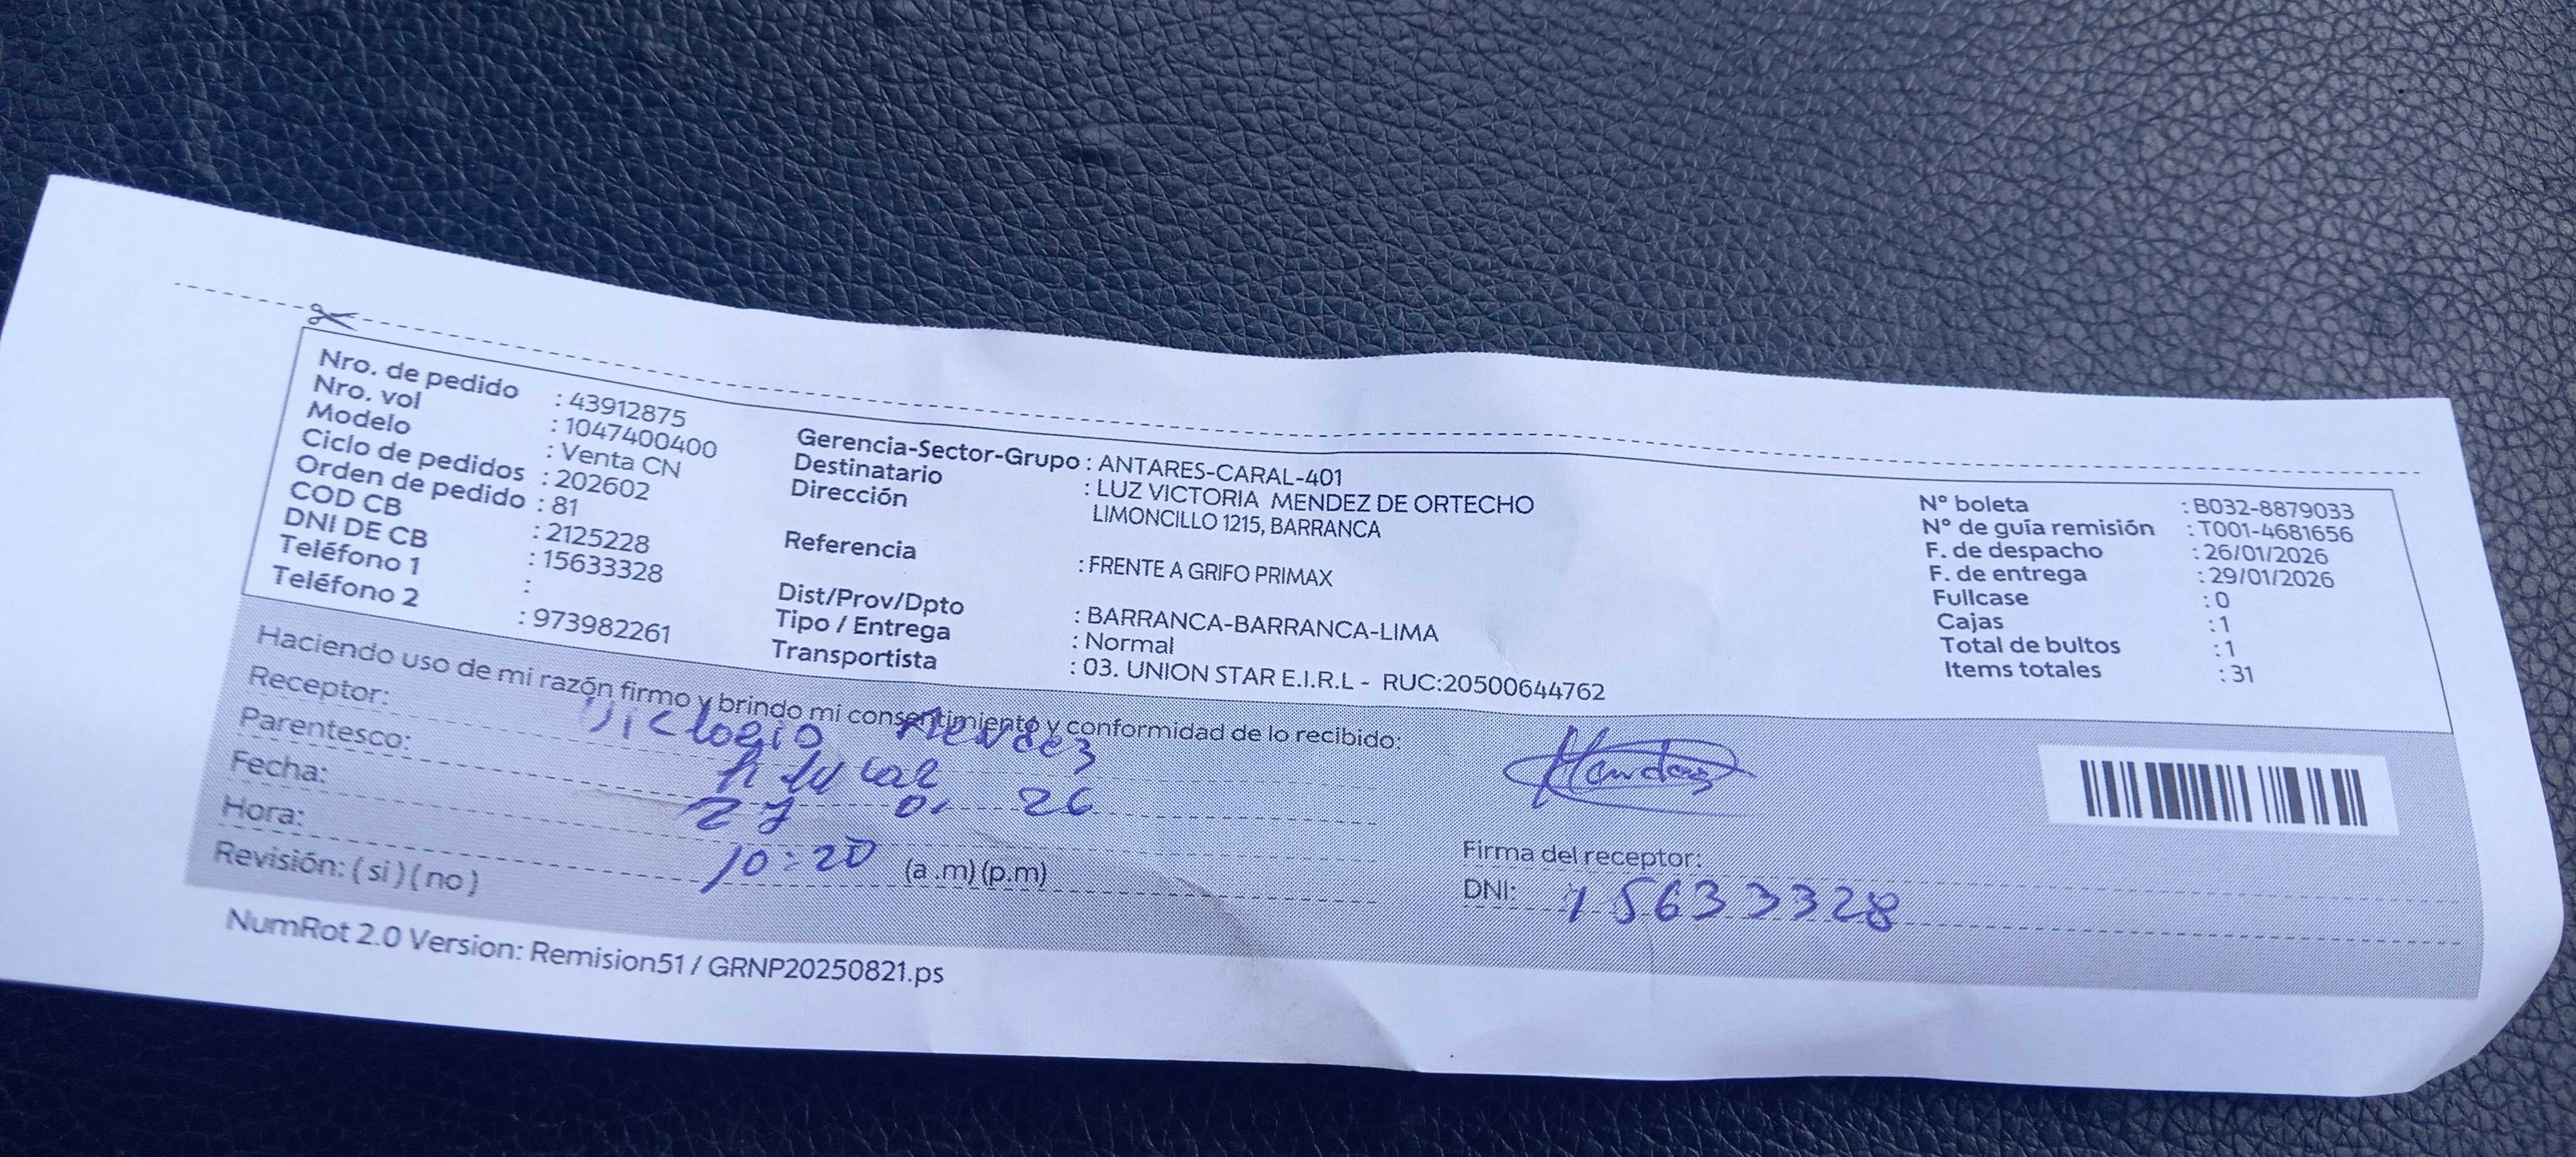 Nro. de pedido : 43912875
Nro. vol : 1047400400
Modelo : Venta CN
Ciclo de pedidos : 202602
Orden de pedido : 81
COD CB : 2125228
DNI DE CB : 15633328
Teléfono 1 :
Teléfono 2 : 973982261
Gerencia-Sector-Grupo : ANTARES-CARAL-401
Destinatario : LUZ VICTORIA MENDEZ DE ORTECHO
Dirección LIMONCILLO 1215, BARRANCA
Referencia : FRENTE A GRIFO PRIMAX
Dist/Prov/Dpto : BARRANCA-BARRANCA-LIMA
Tipo / Entrega : Normal
Transportista : 03. UNION STAR E.I.R.L - RUC:20500644762
N° boleta : B032-8879033
N° de guía remisión : T001-4681656
F. de despacho : 26/01/2026
F. de entrega : 29/01/2026
Fullcase : 0
Cajas : 1
Total de bultos : 1
Items totales : 31
Haciendo uso de mi razón firmo y brindo mi consentimiento y conformidad de lo recibido:
Receptor: Mendez
Parentesco:
Fecha: 27 01 26
Hora: 10:20 (a .m) (p.m)
Revisión: ( si ) ( no )
Firma del receptor:
DNI: 15633328
NumRot 2.0 Version: Remision51 / GRNP20250821.ps